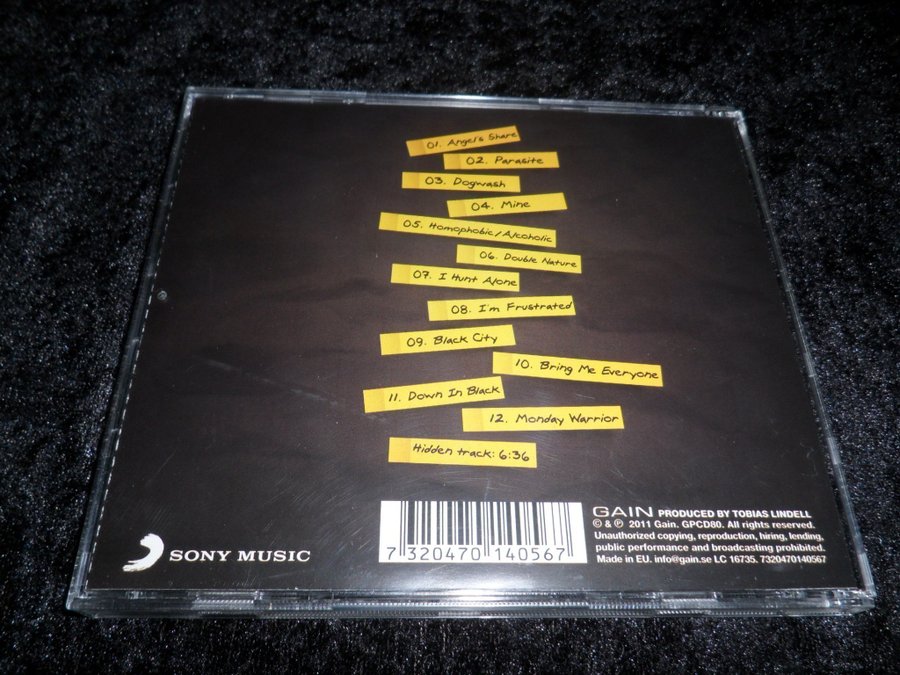 01. Angel's Share
02. Parasite
03. Dogwash
04. Mine
05. Homophobic/Alcoholic
06. Double Nature
07. I Hunt Alone
08. I'm Frustrated
09. Black City
10. Bring Me Everyone
11. Down In Black
12. Monday Warrior
Hidden track: 6:36
SONY MUSIC
7 320470 140567
GAIN PRODUCED BY TOBIAS LINDELL
© & ℗ 2011 Gain. GPCD80. All rights reserved.
Unauthorized copying, reproduction, hiring, lending,
public performance and broadcasting prohibited.
Made in EU. info@gain.se LC 16735. 7320470140567